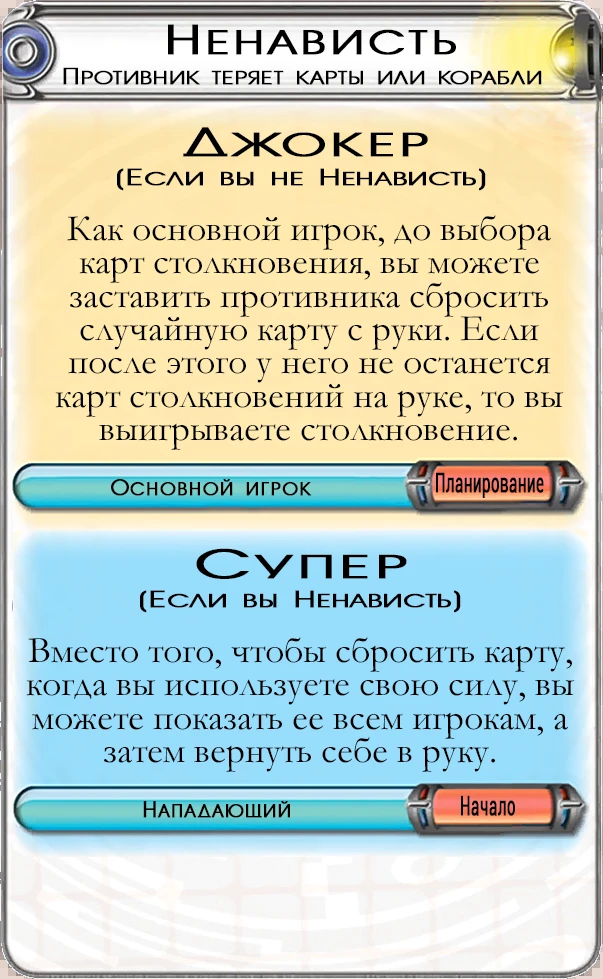 Ненависть
Противник теряет карты или корабли
Джокер
(Если вы не Ненависть)
Как основной игрок, до выбора
карт столкновения, вы можете
заставить противника сбросить
случайную карту с руки. Если
после этого у него не останется
карт столкновений на руке, то вы
выигрываете столкновение.
Основной игрок
Планирование
Супер
(Если вы Ненависть)
Вместо того, чтобы сбросить карту,
когда вы используете свою силу, вы
можете показать ее всем игрокам, а
затем вернуть себе в руку.
Нападающий
Начало